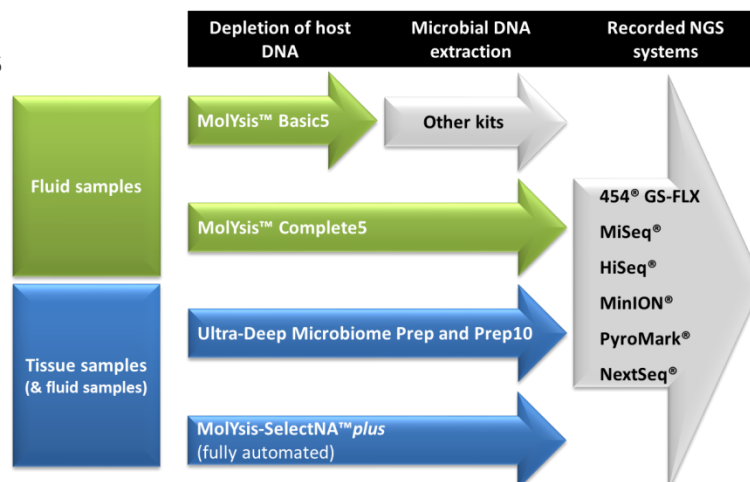 Depletion of host
DNA
Microbial DNA
extraction
Recorded NGS
systems
Fluid samples
MolYsis™ Basic5
Other kits
MolYsis™ Complete5
454® GS-FLX
MiSeq®
HiSeq®
MinION®
PyroMark®
NextSeq®
Tissue samples
(& fluid samples)
Ultra-Deep Microbiome Prep and Prep10
MolYsis-SelectNA™plus
(fully automated)